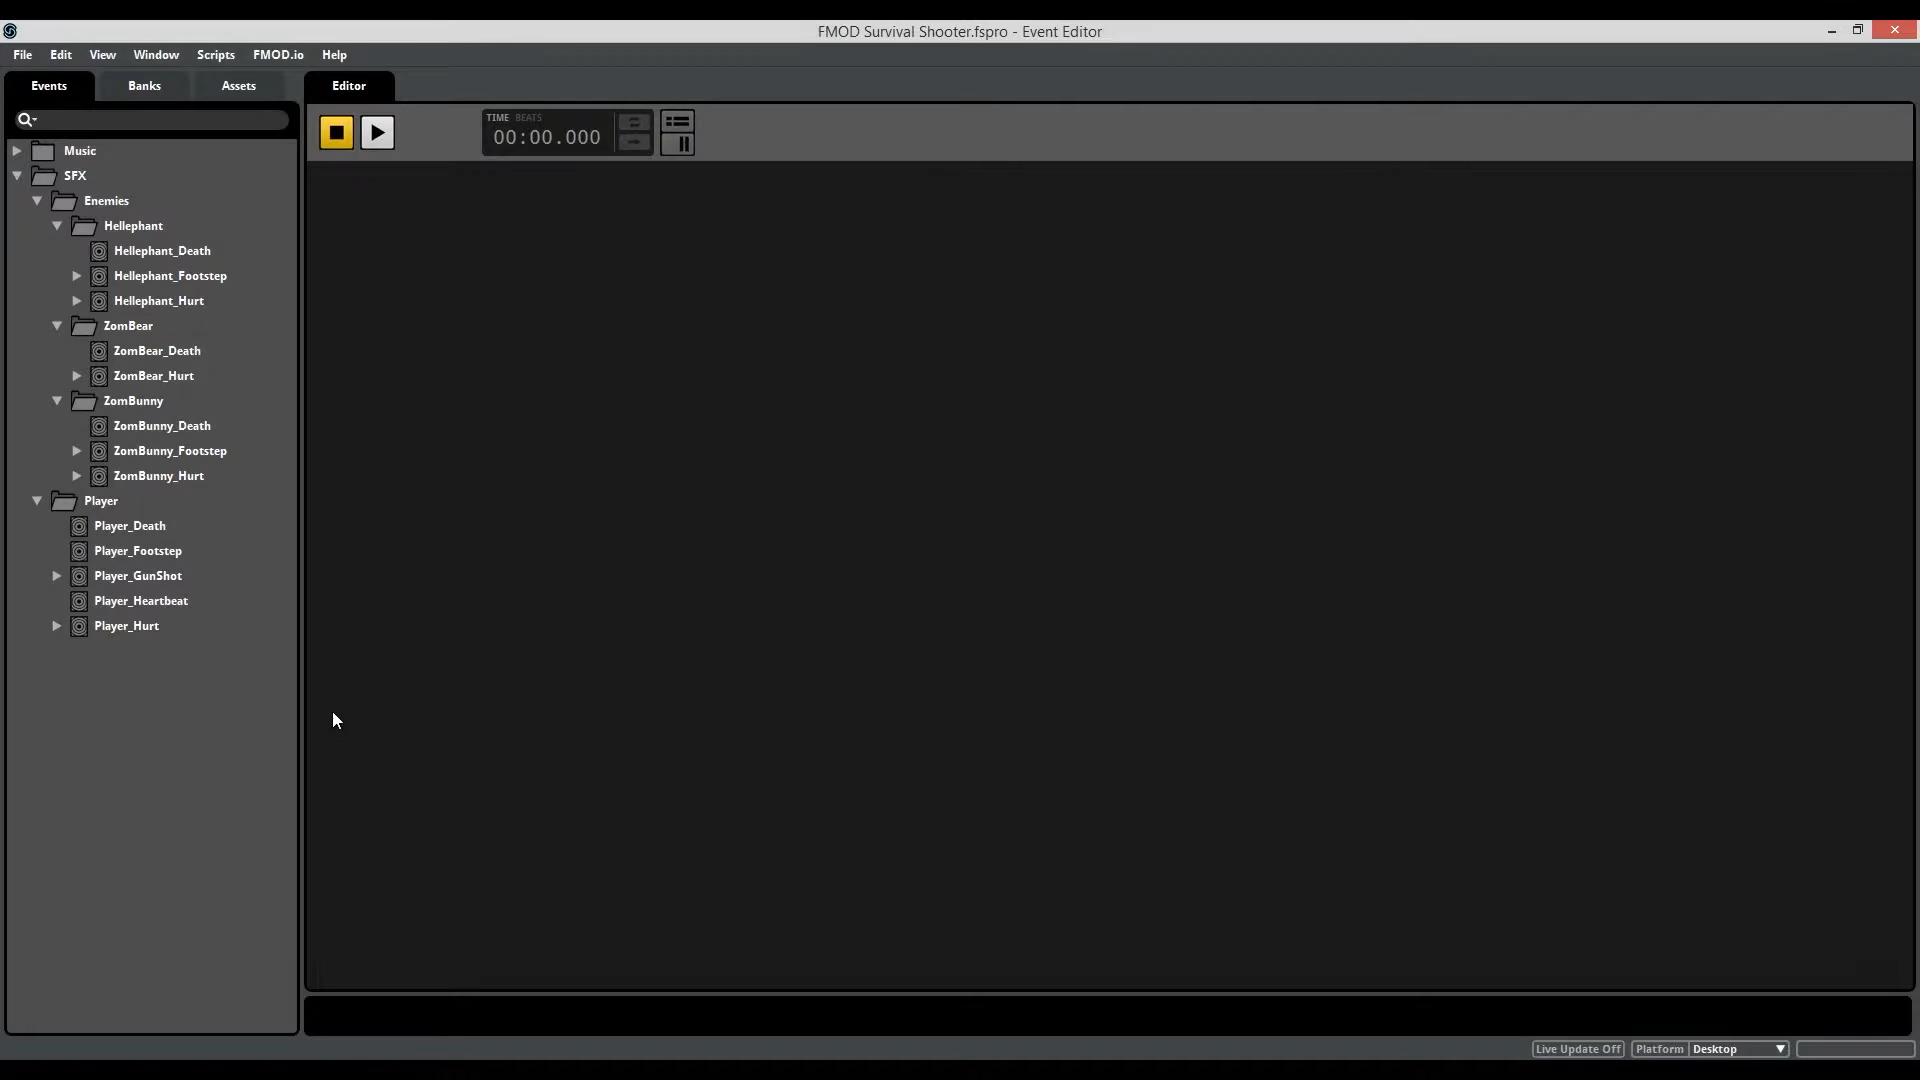 FMOD Survival Shooter.fspro - Event Editor
File Edit View Window Scripts FMOD.io Help
Events Banks Assets Editor
TIME BEATS
00:00.000
Music
SFX
Enemies
Hellephant
Hellephant_Death
Hellephant_Footstep
Hellephant_Hurt
ZomBear
ZomBear_Death
ZomBear_Hurt
ZomBunny
ZomBunny_Death
ZomBunny_Footstep
ZomBunny_Hurt
Player
Player_Death
Player_Footstep
Player_GunShot
Player_Heartbeat
Player_Hurt
Live Update Off Platform Desktop